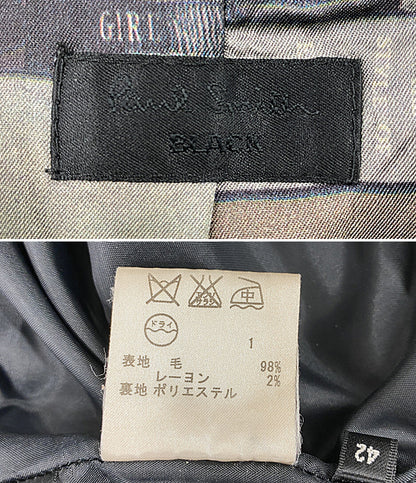 GIRL
Paul Smith
BLACK
中
ドライ
1
表地 毛 98%
レーヨン 2%
裏地 ポリエステル
42